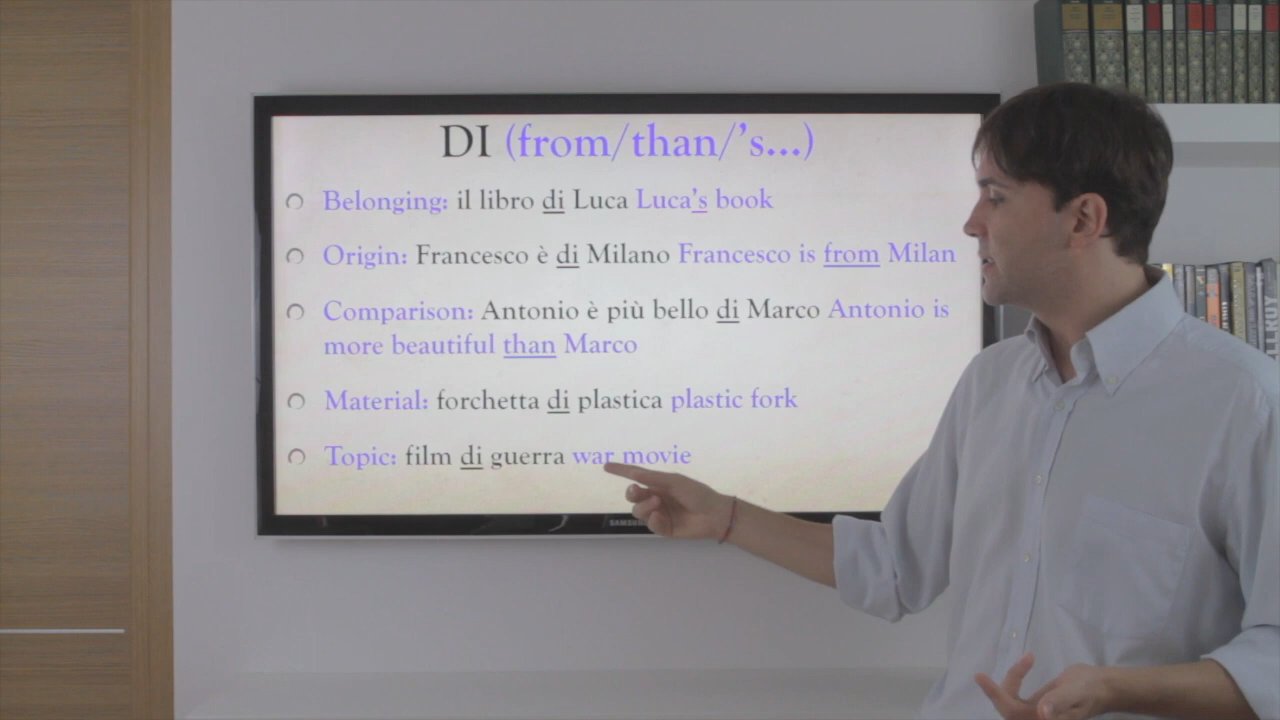 DI (from/than/’s...)
Belonging: il libro di Luca Luca’s book
Origin: Francesco è di Milano Francesco is from Milan
Comparison: Antonio è più bello di Marco Antonio is
more beautiful than Marco
Material: forchetta di plastica plastic fork
Topic: film di guerra war movie